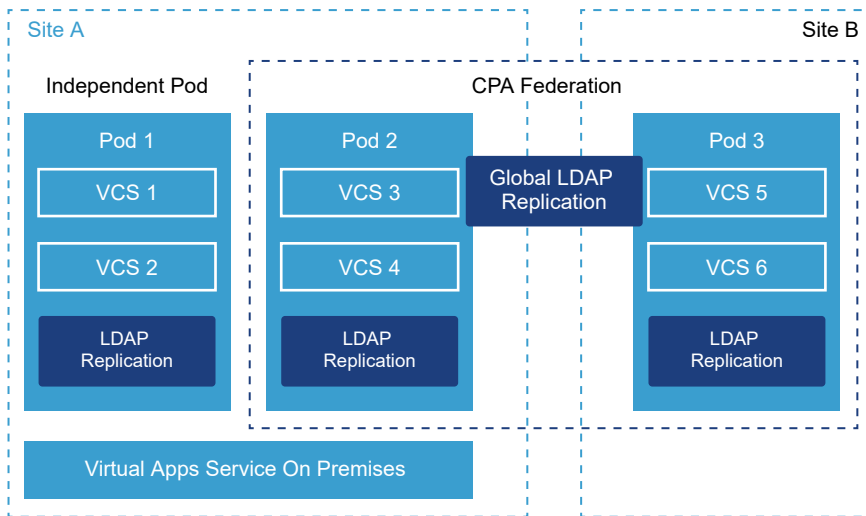 Site A
Site B
Independent Pod
CPA Federation
Pod 1
VCS 1
VCS 2
LDAP
Replication
Pod 2
VCS 3
VCS 4
LDAP
Replication
Global LDAP
Replication
Pod 3
VCS 5
VCS 6
LDAP
Replication
Virtual Apps Service On Premises